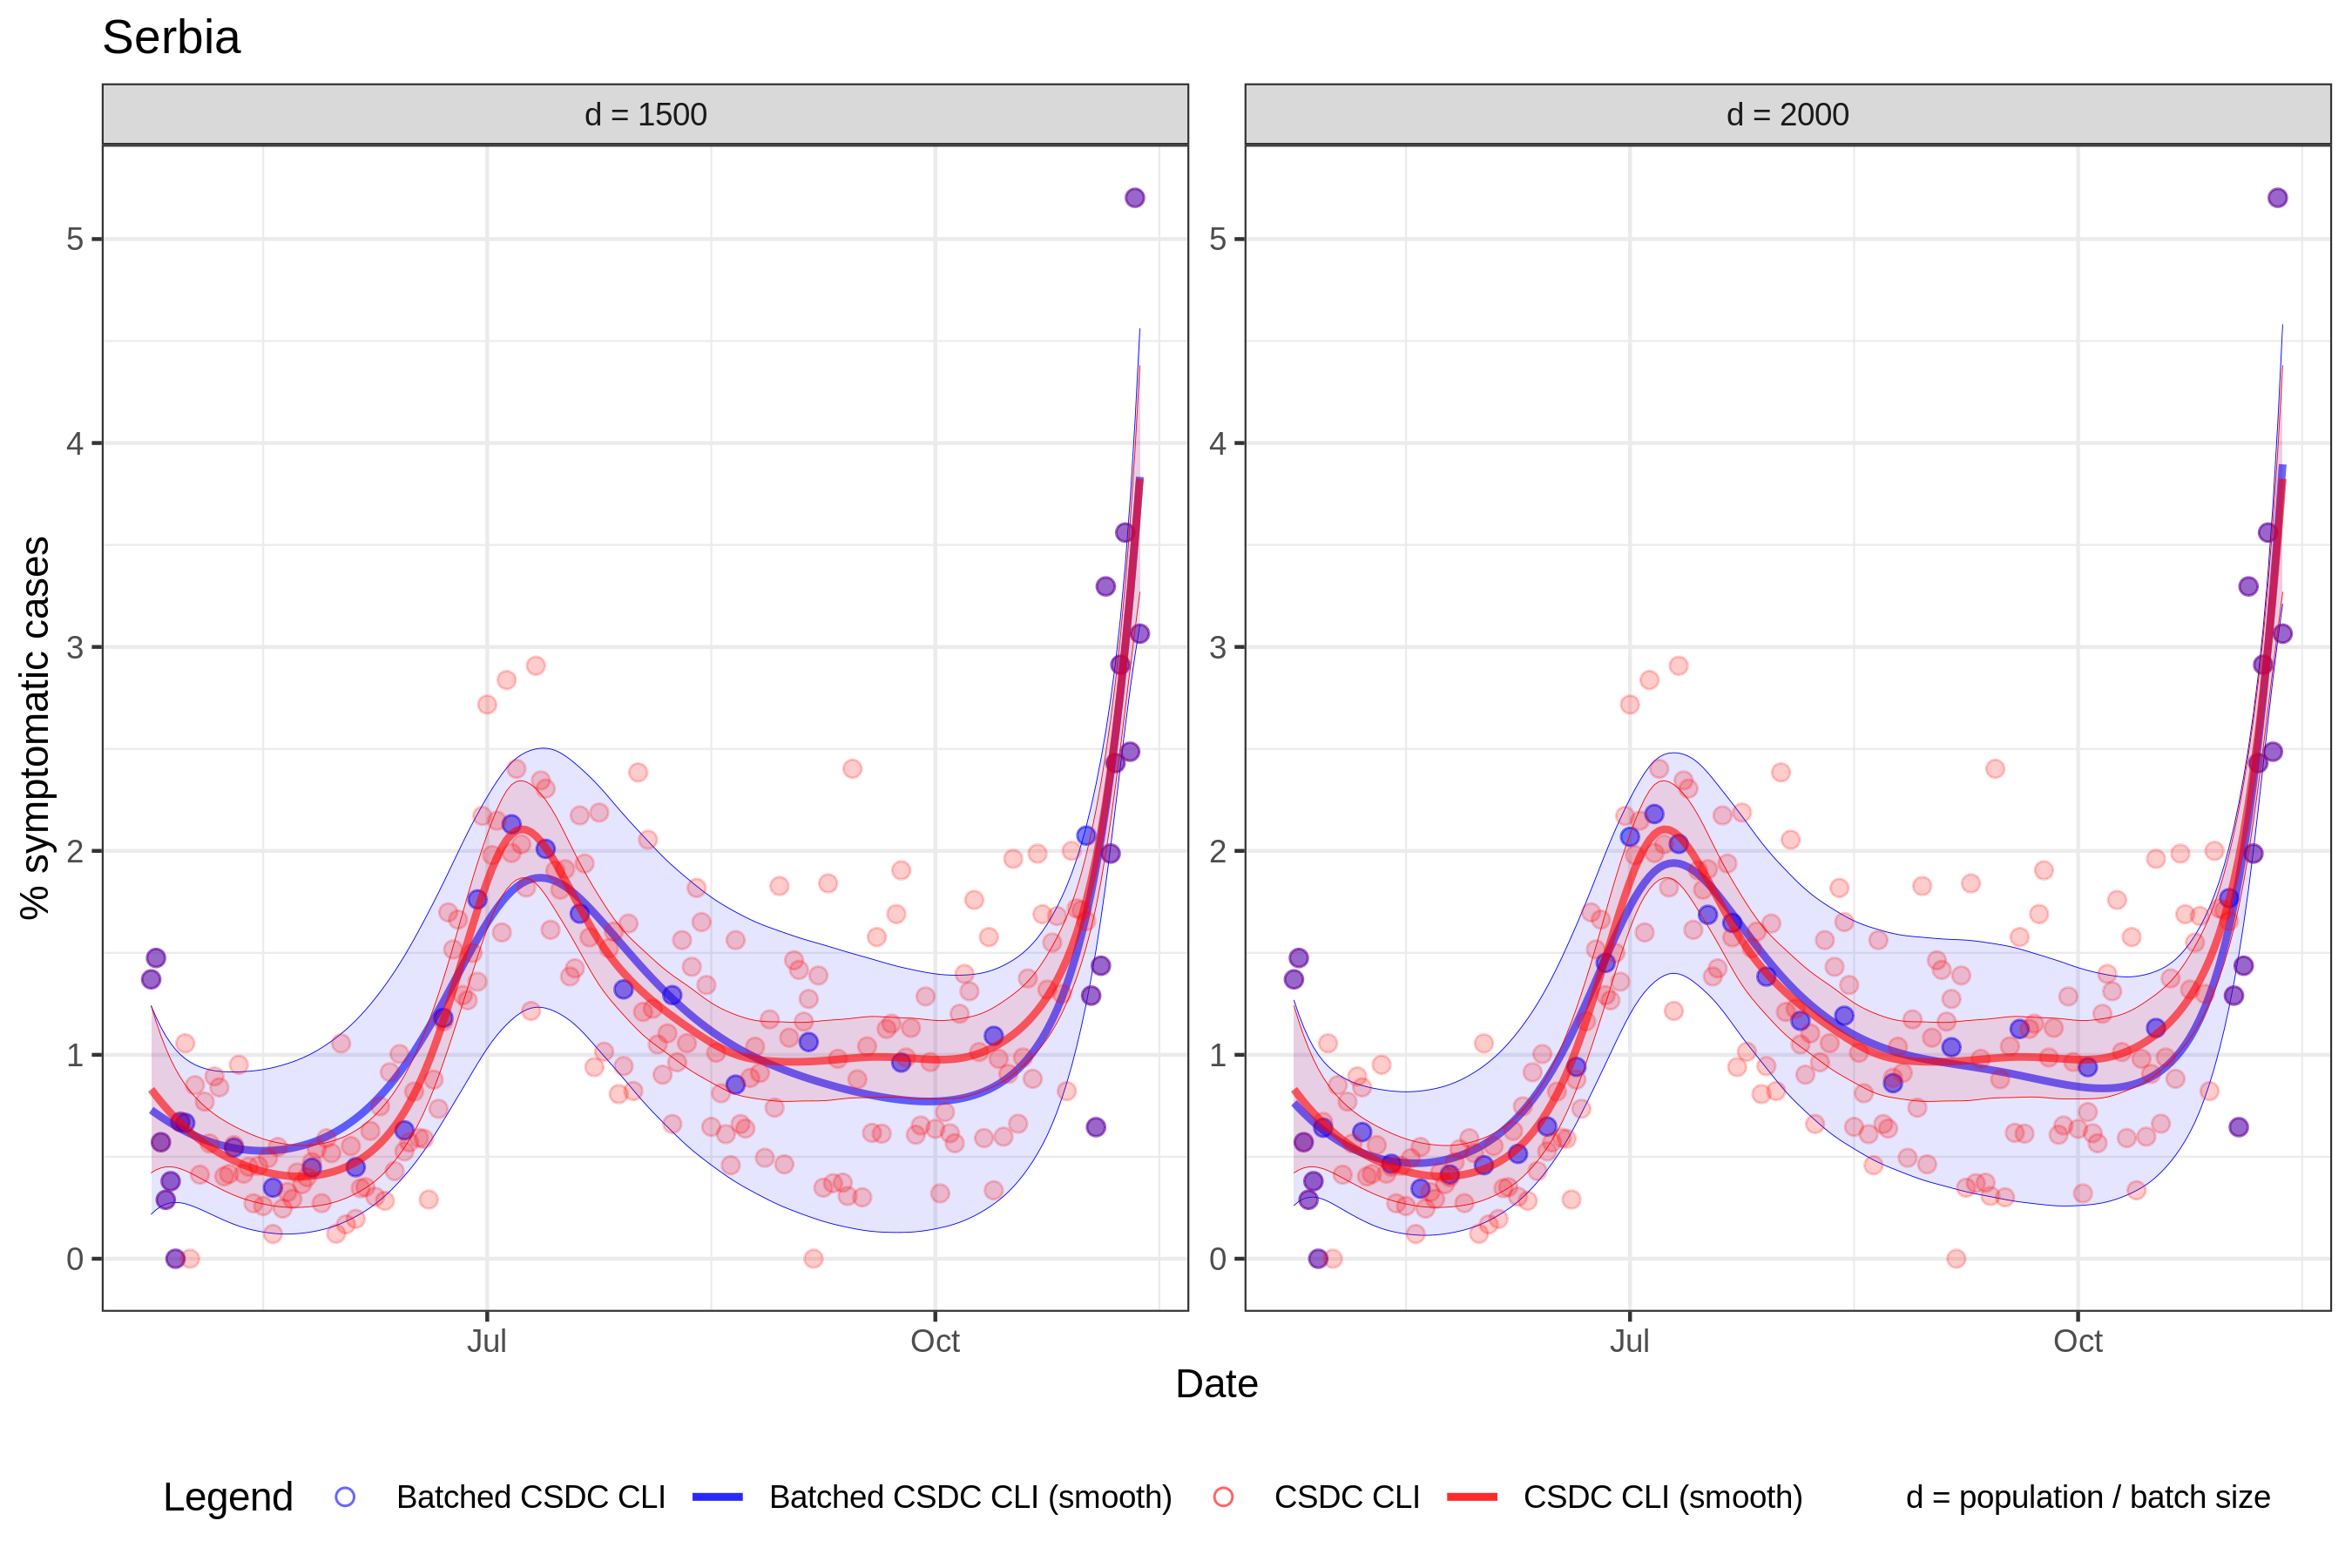 Serbia
d = 1500
d = 2000
% symptomatic cases
5
4
3
2
1
0
5
4
3
2
1
0
Jul
Oct
Jul
Oct
Date
Legend Batched CSDC CLI Batched CSDC CLI (smooth) CSDC CLI CSDC CLI (smooth) d = population / batch size